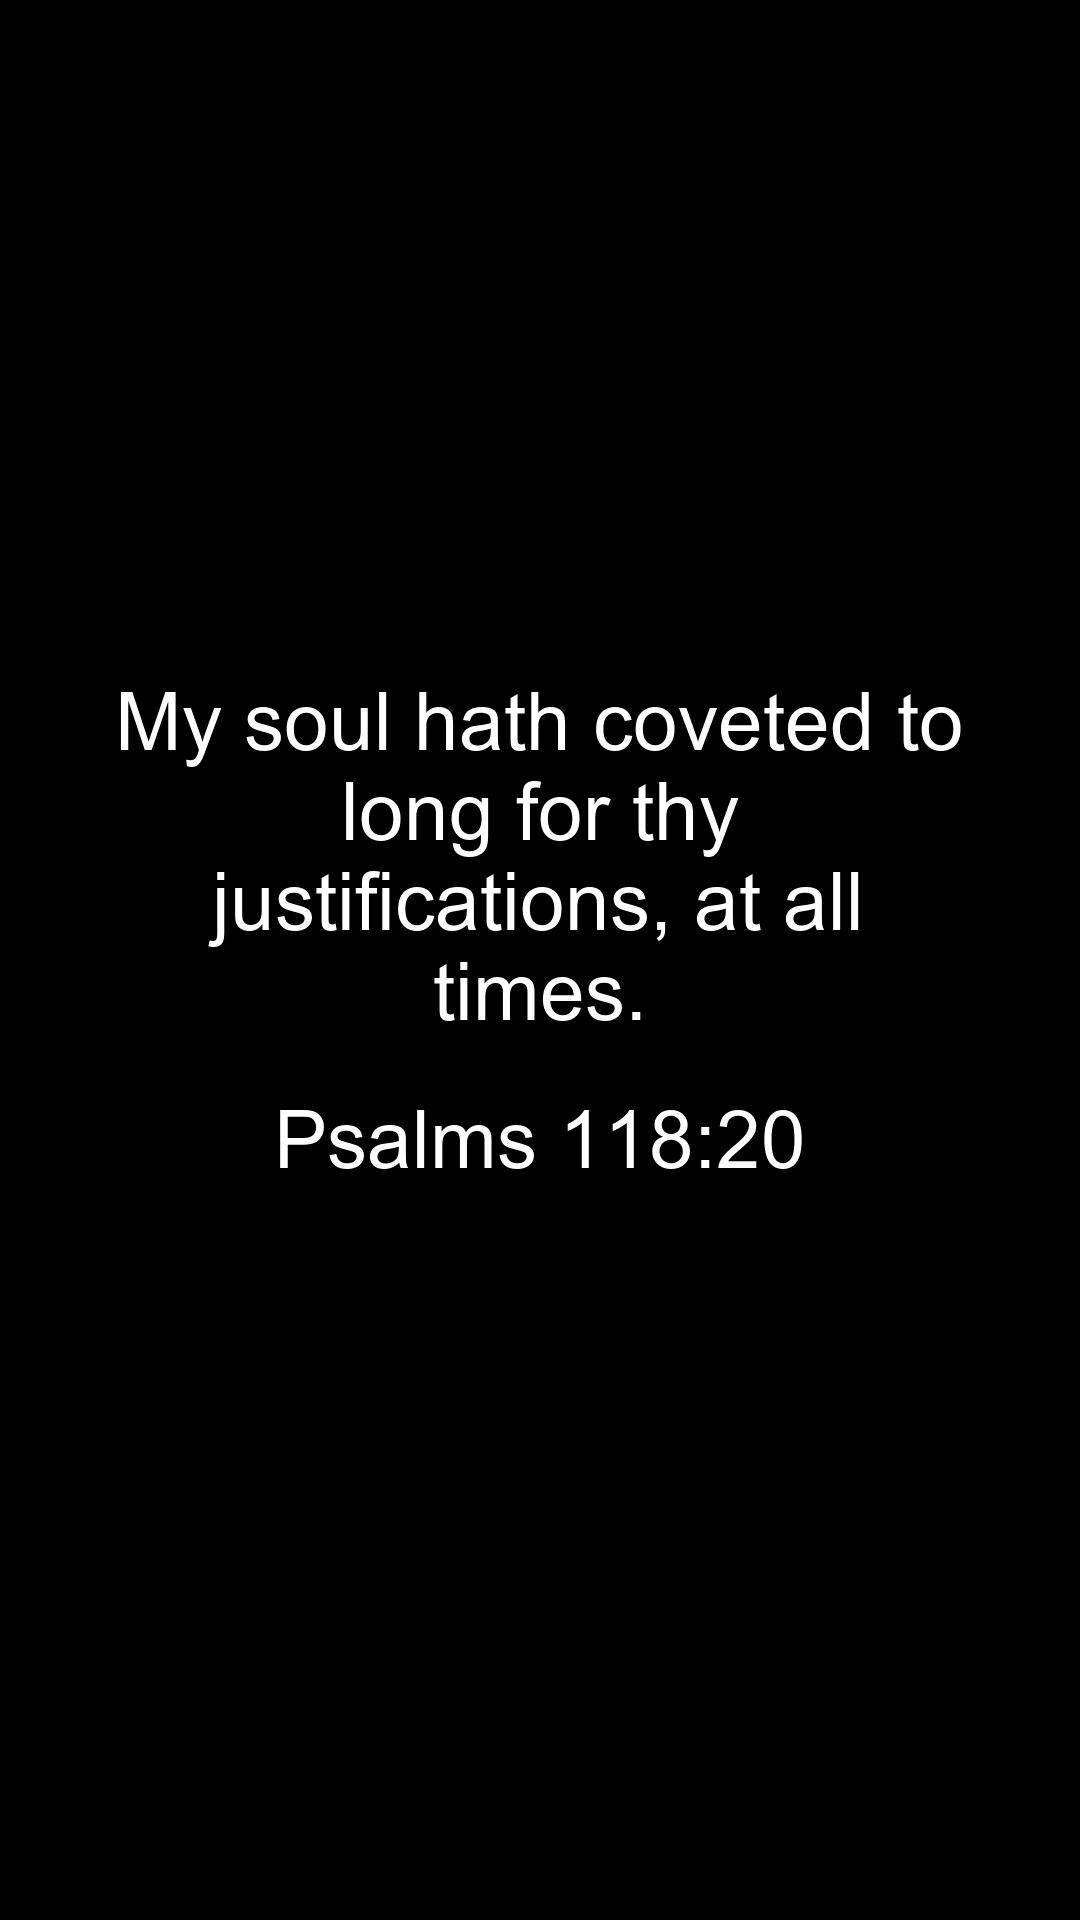 My soul hath coveted to
long for thy
justifications, at all
times.
Psalms 118:20